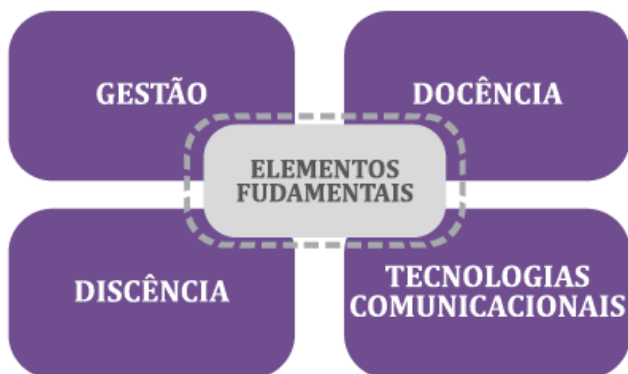 GESTÃO
DOCÊNCIA
ELEMENTOS
FUDAMENTAIS
DISCÊNCIA
TECNOLOGIAS
COMUNICACIONAIS